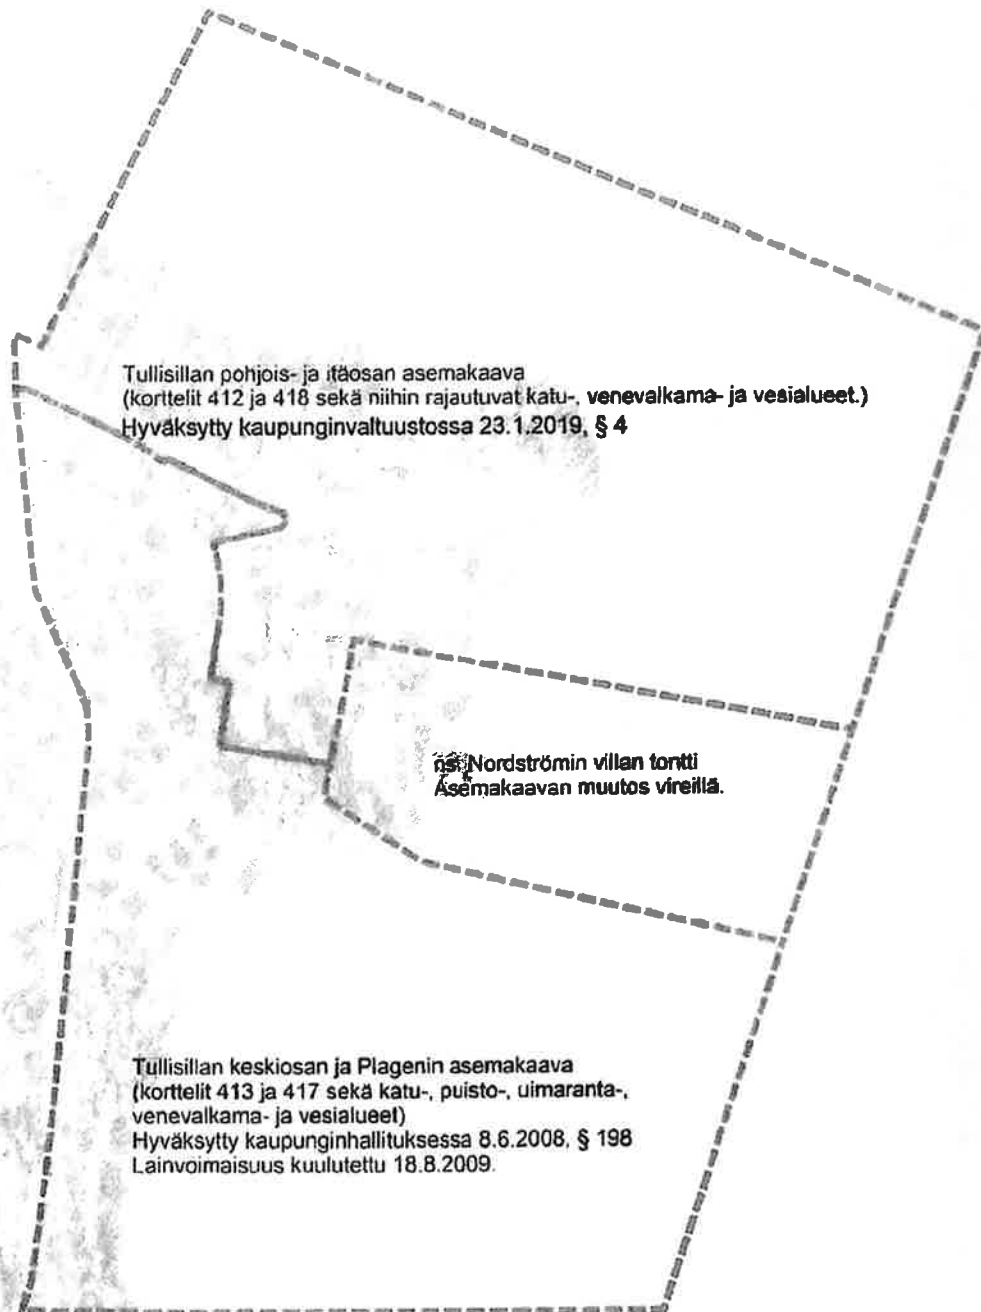 Tullisillan pohjois- ja itäosan asemakaava
(korttelit 412 ja 418 sekä niihin rajautuvat katu-, venevalkama- ja vesialueet.)
Hyväksytty kaupunginvaltuustossa 23.1.2019, § 4
ns. Nordströmin villan tontti
Asemakaavan muutos vireillä.
Tullisillan keskiosan ja Plagenin asemakaava
(korttelit 413 ja 417 sekä katu-, puisto-, uimaranta-,
venevalkama- ja vesialueet)
Hyväksytty kaupunginhallituksessa 8.6.2008, § 198
Lainvoimaisuus kuulutettu 18.8.2009.